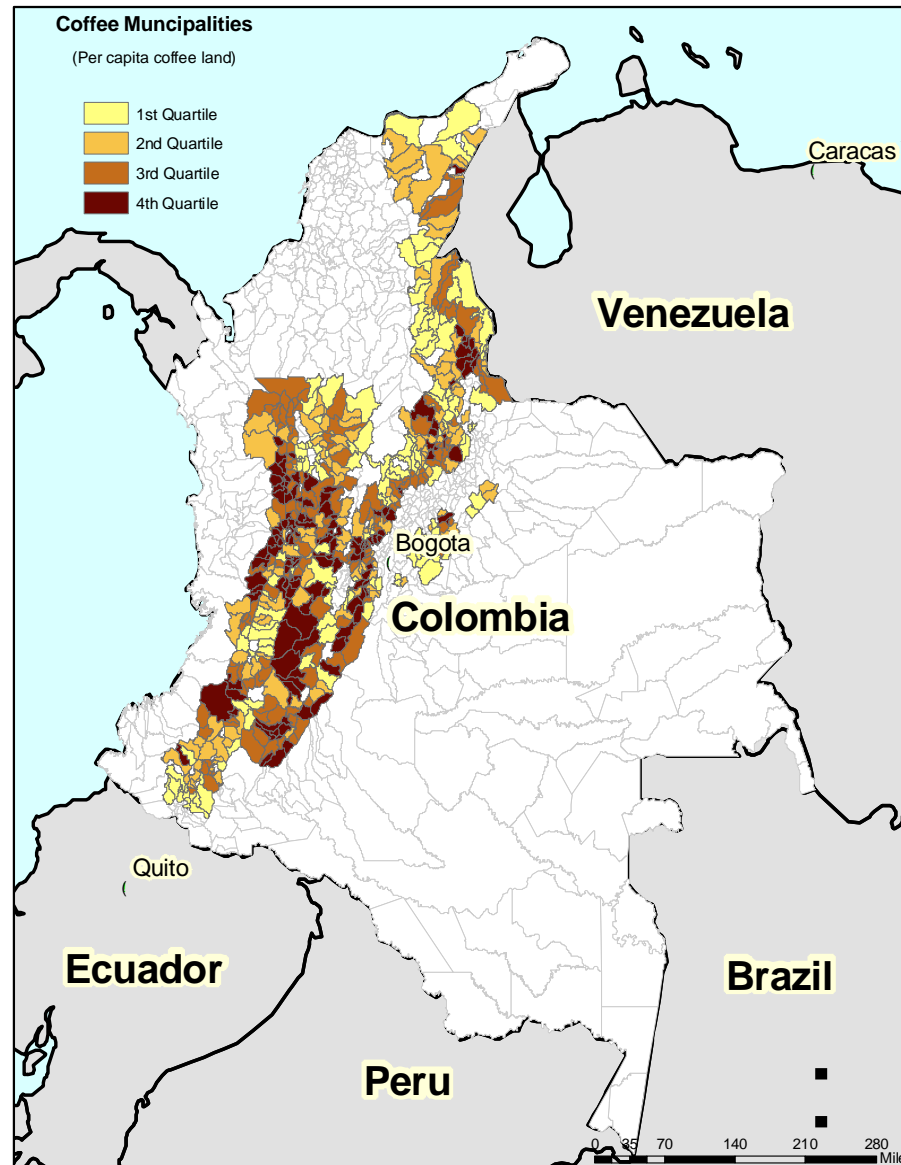 Coffee Muncipalities
(Per capita coffee land)
1st Quartile
2nd Quartile
3rd Quartile
4th Quartile
Caracas
Venezuela
Bogota
Colombia
Quito
Ecuador
Brazil
Peru
0 35 70 140 210 280
Mile